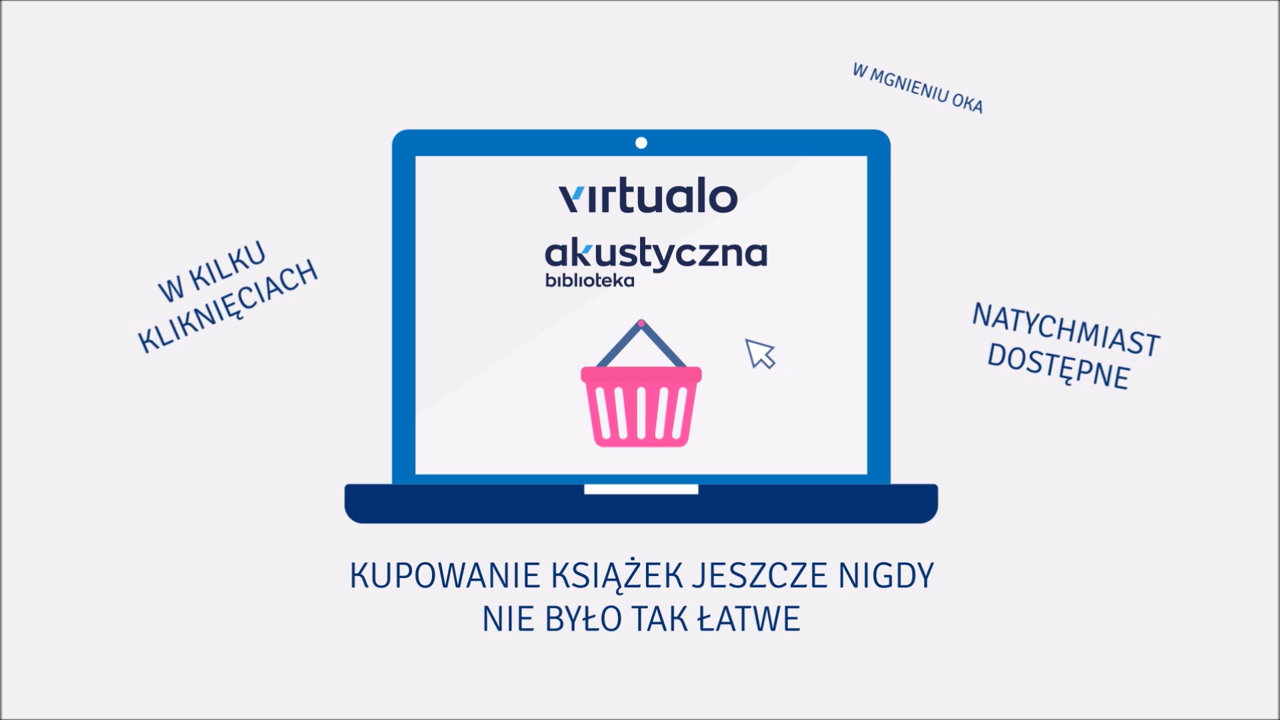 W MGNIENIU OKA
virtualo
akustyczna
biblioteka
W KILKU
KLIKNIĘCIACH
NATYCHMIAST
DOSTĘPNE
KUPOWANIE KSIĄŻEK JESZCZE NIGDY
NIE BYŁO TAK ŁATWE